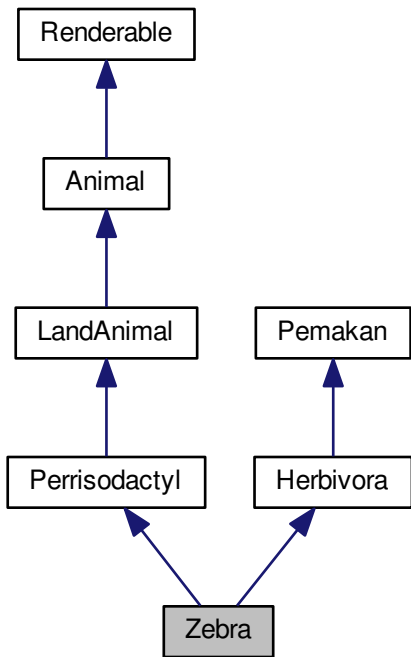 Renderable
Animal
LandAnimal
Pemakan
Perrisodactyl
Herbivora
Zebra